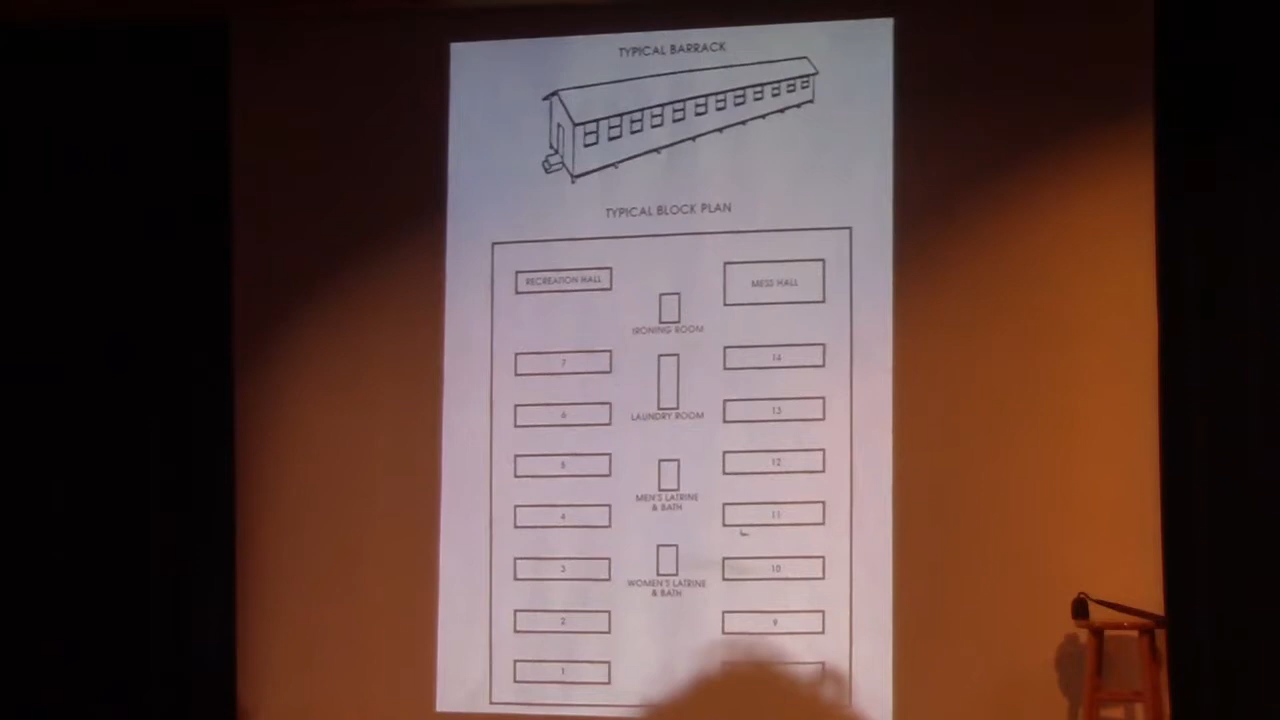 TYPICAL BARRACK
TYPICAL BLOCK PLAN
RECREATION HALL
MESS HALL
IRONING ROOM
7
14
6
LAUNDRY ROOM
13
5
12
MEN'S LATRINE
& BATH
4
11
3
WOMEN'S LATRINE
& BATH
10
2
9
1